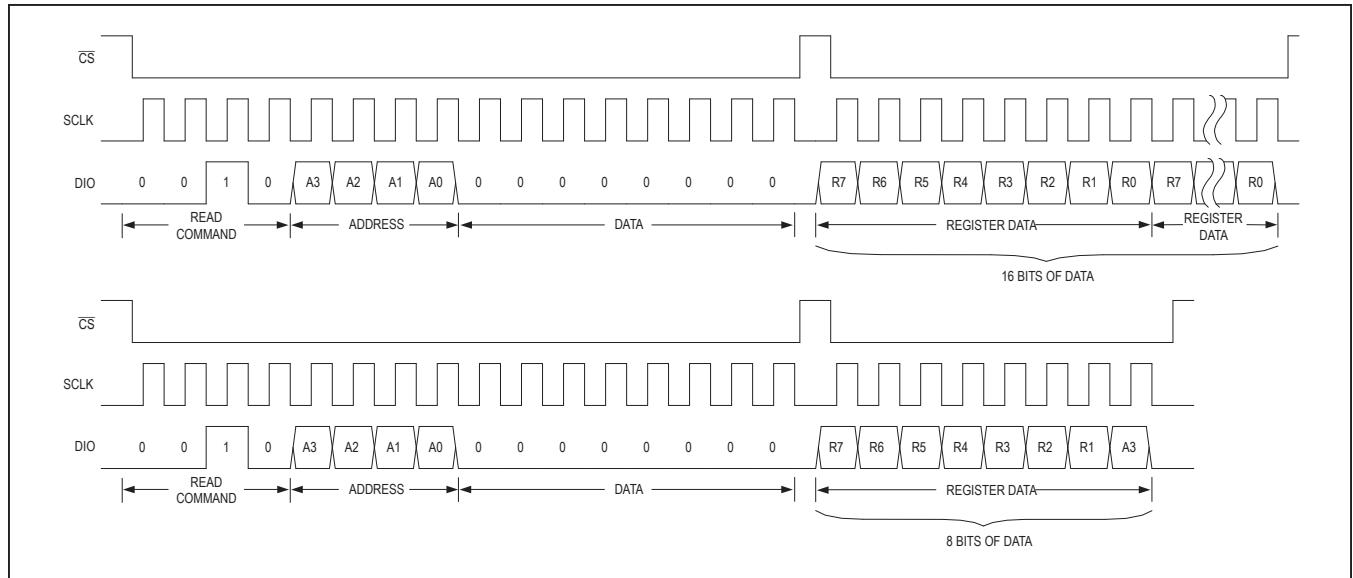 CS
SCLK
DIO 0 0 1 0 A3 A2 A1 A0 0 0 0 0 0 0 0 0 R7 R6 R5 R4 R3 R2 R1 R0 R7 R0
READ COMMAND ADDRESS DATA REGISTER DATA REGISTER DATA
16 BITS OF DATA
CS
SCLK
DIO 0 0 1 0 A3 A2 A1 A0 0 0 0 0 0 0 0 0 R7 R6 R5 R4 R3 R2 R1 A3
READ COMMAND ADDRESS DATA REGISTER DATA
8 BITS OF DATA